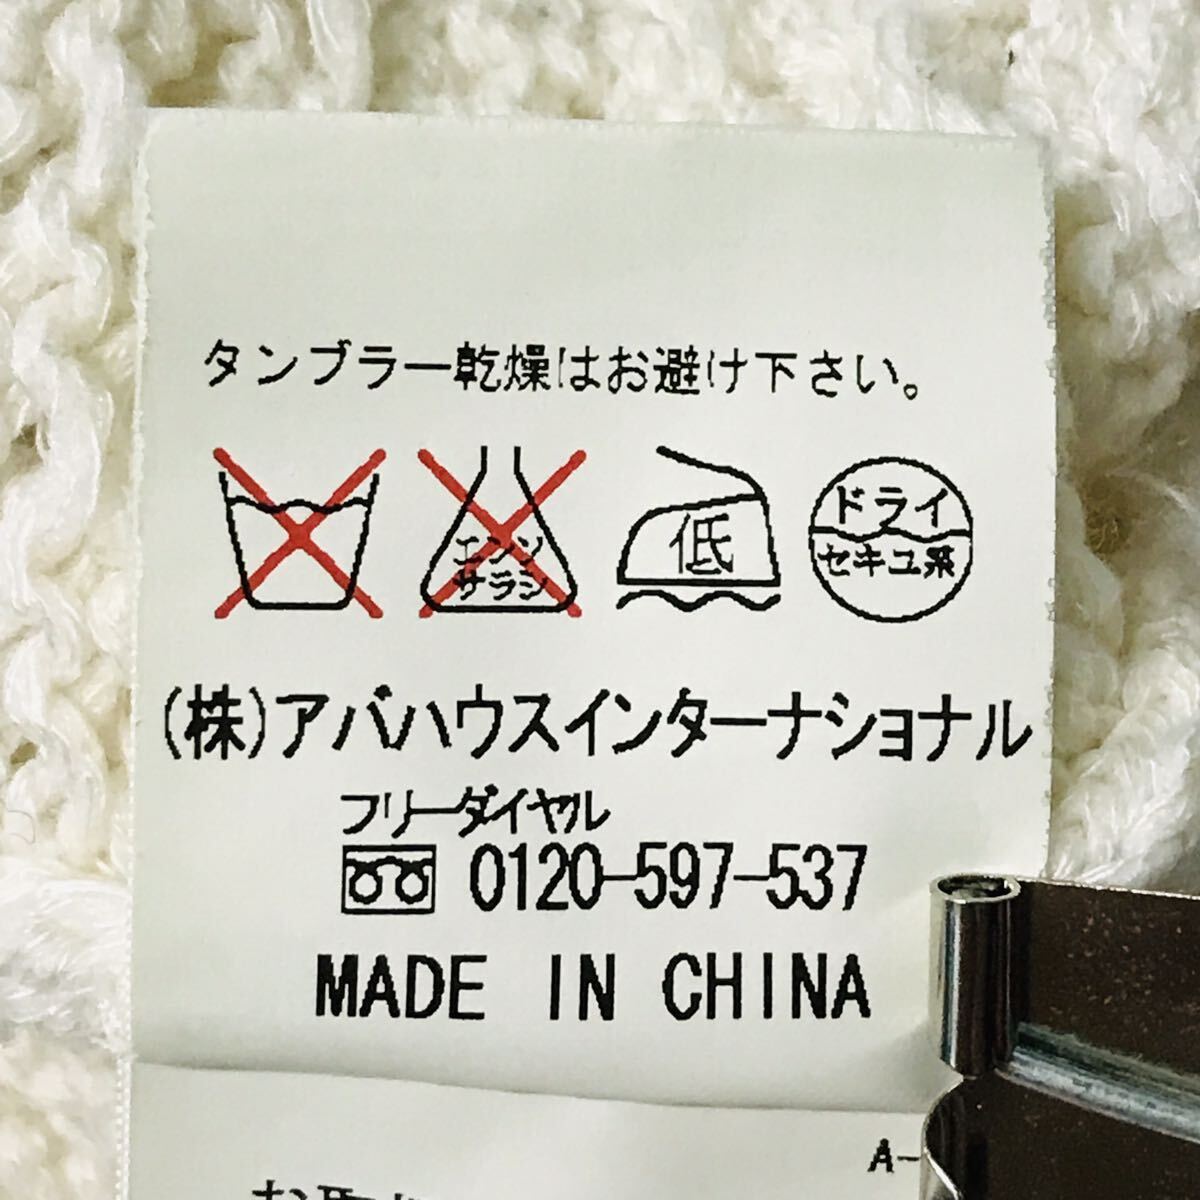 タンブラー乾燥はお避け下さい。
エンソ
サラシ
低
ドライ
セキユ系
(株)アバハウスインターナショナル
フリーダイヤル
0120-597-537
MADE IN CHINA
A-